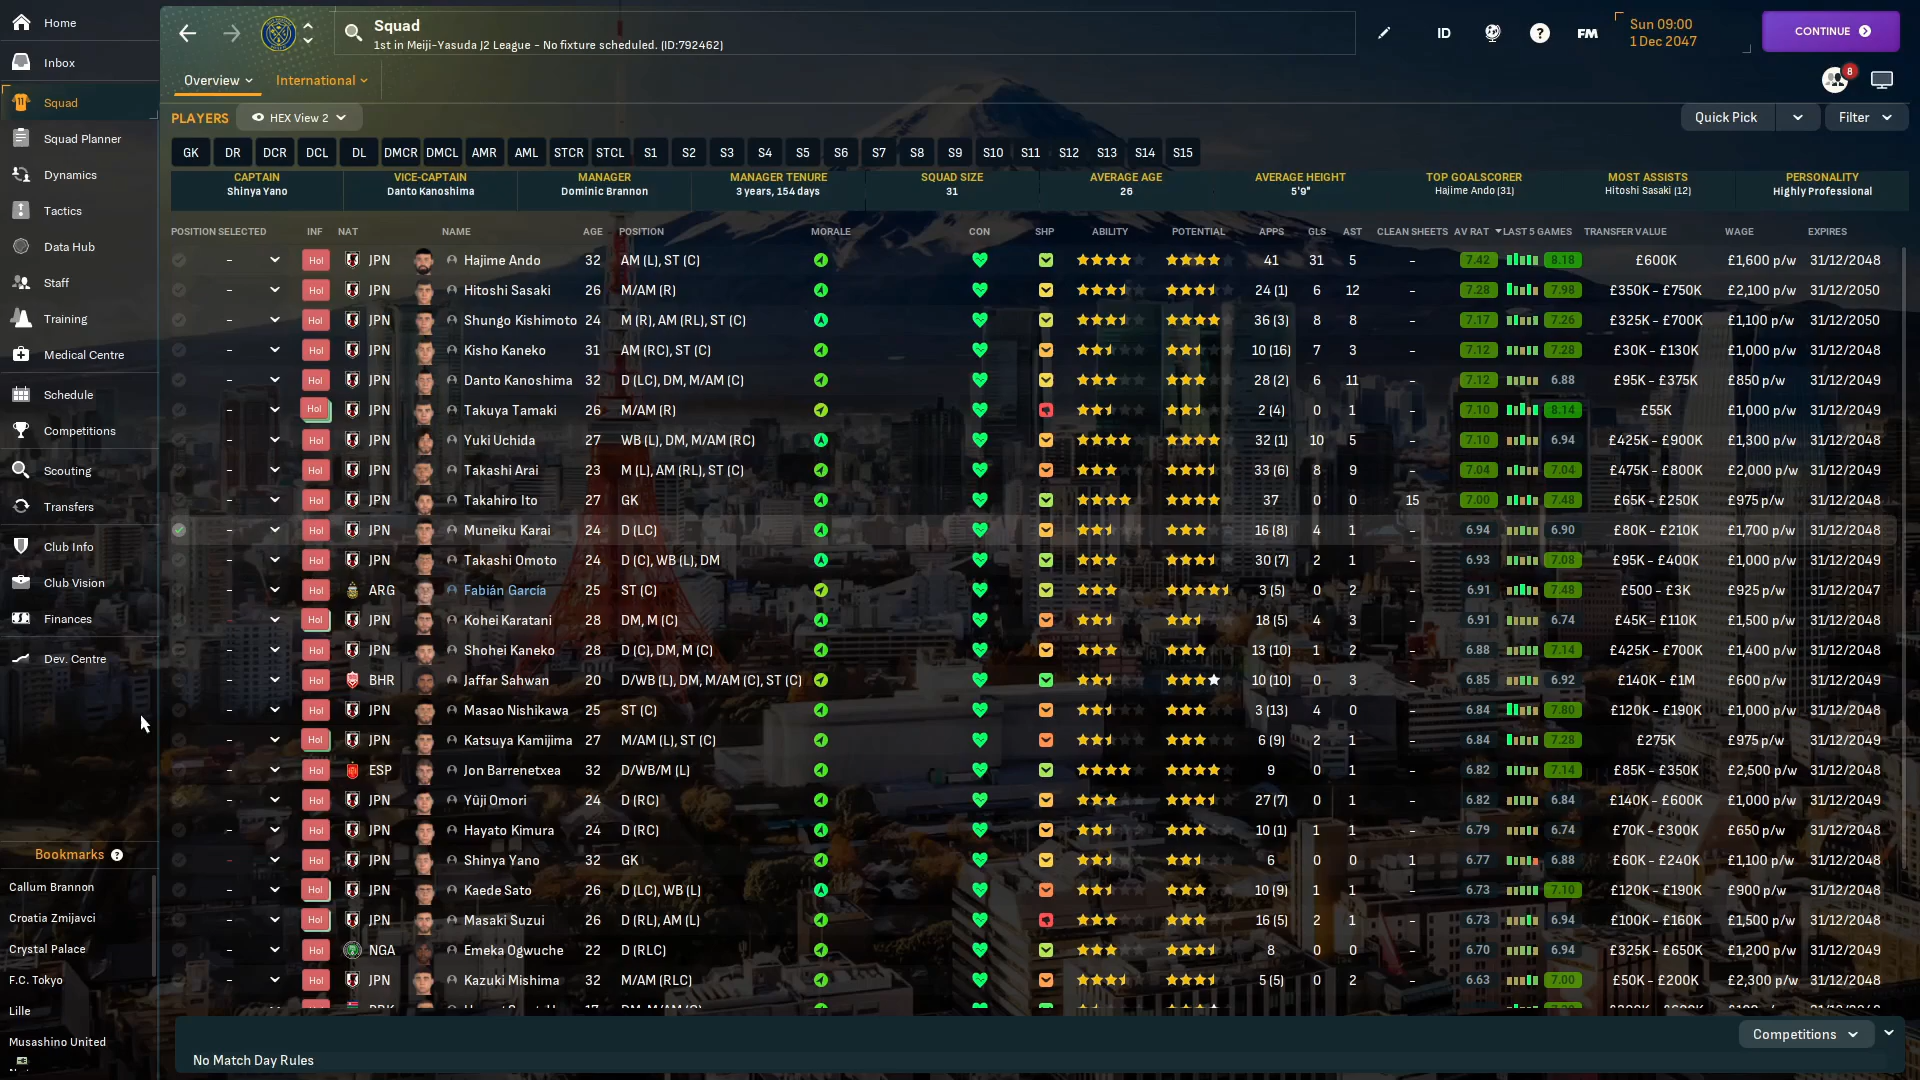 Home
Inbox
Squad
Squad Planner
Dynamics
Tactics
Data Hub
Staff
Training
Medical Centre
Schedule
Competitions
Scouting
Transfers
Club Info
Club Vision
Finances
Dev. Centre
Bookmarks
Callum Brannon
Croatia Zmijavci
Crystal Palace
F.C. Tokyo
Lille
Musashino United
Squad
1st in Meiji-Yasuda J2 League - No fixture scheduled. (ID:792462)
ID
FM
Sun 09:00
1 Dec 2047
CONTINUE
8
Overview International
PLAYERS HEX View 2 Quick Pick Filter
GK DR DCR DCL DL DMCR DMCL AMR AML STCR STCL S1 S2 S3 S4 S5 S6 S7 S8 S9 S10 S11 S12 S13 S14 S15
CAPTAIN VICE-CAPTAIN MANAGER MANAGER TENURE SQUAD SIZE AVERAGE AGE AVERAGE HEIGHT TOP GOALSCORER MOST ASSISTS PERSONALITY
Shinya Yano Danto Kanoshima Dominic Brannon 3 years, 154 days 31 26 5'9" Hajime Ando (31) Hitoshi Sasaki (12) Highly Professional
POSITION SELECTED INF NAT NAME AGE POSITION MORALE CON SHP ABILITY POTENTIAL APPS GLS AST CLEAN SHEETS AV RAT LAST 5 GAMES TRANSFER VALUE WAGE EXPIRES
- Hol JPN Hajime Ando 32 AM (L), ST (C) 41 31 5 - 7.42 8.18 £600K £1,600 p/w 31/12/2048
- Hol JPN Hitoshi Sasaki 26 M/AM (R) 24 (1) 6 12 - 7.28 7.98 £350K - £750K £2,100 p/w 31/12/2050
- Hol JPN Shungo Kishimoto 24 M (R), AM (RL), ST (C) 36 (3) 8 8 - 7.17 7.26 £325K - £700K £1,100 p/w 31/12/2050
- Hol JPN Kisho Kaneko 31 AM (RC), ST (C) 10 (16) 7 3 - 7.12 7.28 £30K - £130K £1,000 p/w 31/12/2048
- Hol JPN Danto Kanoshima 32 D (LC), DM, M/AM (C) 28 (2) 6 11 - 7.12 6.88 £95K - £375K £850 p/w 31/12/2049
- Hol JPN Takuya Tamaki 26 M/AM (R) 2 (4) 0 1 - 7.10 8.14 £55K £1,000 p/w 31/12/2049
- Hol JPN Yuki Uchida 27 WB (L), DM, M/AM (RC) 32 (1) 10 5 - 7.10 6.94 £425K - £900K £1,300 p/w 31/12/2049
- Hol JPN Takashi Arai 23 M (L), AM (RL), ST (C) 33 (6) 8 9 - 7.04 7.04 £475K - £800K £2,000 p/w 31/12/2049
- Hol JPN Takahiro Ito 27 GK 37 0 0 15 7.00 7.48 £65K - £250K £975 p/w 31/12/2048
- Hol JPN Muneiku Karai 24 D (LC) 16 (8) 4 1 - 6.94 6.90 £80K - £210K £1,700 p/w 31/12/2048
- Hol JPN Takashi Omoto 24 D (C), WB (L), DM 30 (7) 2 1 - 6.93 7.08 £95K - £400K £1,000 p/w 31/12/2049
- Hol ARG Fabián García 25 ST (C) 3 (5) 0 2 - 6.91 7.48 £500 - £3K £925 p/w 31/12/2047
- Hol JPN Kohei Karatani 28 DM, M (C) 18 (5) 4 3 - 6.91 6.74 £45K - £110K £1,500 p/w 31/12/2048
- Hol JPN Shohei Kaneko 28 D (C), DM, M (C) 13 (10) 1 2 - 6.88 7.14 £425K - £700K £1,400 p/w 31/12/2049
- Hol BHR Jaffar Sahwan 20 D/WB (L), DM, M/AM (C), ST (C) 10 (10) 0 3 - 6.85 6.92 £140K - £1M £600 p/w 31/12/2049
- Hol JPN Masao Nishikawa 25 ST (C) 3 (13) 4 0 - 6.84 7.80 £120K - £190K £1,000 p/w 31/12/2048
- Hol JPN Katsuya Kamijima 27 M/AM (L), ST (C) 6 (9) 2 1 - 6.84 7.28 £275K £975 p/w 31/12/2049
- Hol ESP Jon Barrenetxea 32 D/WB/M (L) 9 0 1 - 6.82 7.14 £85K - £350K £2,500 p/w 31/12/2048
- Hol JPN Yûji Omori 24 D (RC) 27 (7) 0 1 - 6.82 6.84 £140K - £600K £1,000 p/w 31/12/2049
- Hol JPN Hayato Kimura 24 D (RC) 10 (1) 1 1 - 6.79 6.74 £70K - £300K £650 p/w 31/12/2049
- Hol JPN Shinya Yano 32 GK 6 0 0 1 6.77 6.88 £60K - £240K £1,100 p/w 31/12/2048
- Hol JPN Kaede Sato 26 D (LC), WB (L) 10 (9) 1 1 - 6.73 7.10 £120K - £190K £900 p/w 31/12/2048
- Hol JPN Masaki Suzui 26 D (RL), AM (L) 16 (5) 2 1 - 6.73 6.94 £100K - £160K £1,500 p/w 31/12/2048
- Hol NGA Emeka Ogwuche 22 D (RLC) 8 0 0 - 6.70 6.94 £325K - £650K £1,200 p/w 31/12/2049
- Hol JPN Kazuki Mishima 32 M/AM (RLC) 5 (5) 0 2 - 6.63 7.00 £50K - £200K £2,300 p/w 31/12/2048
Competitions
No Match Day Rules